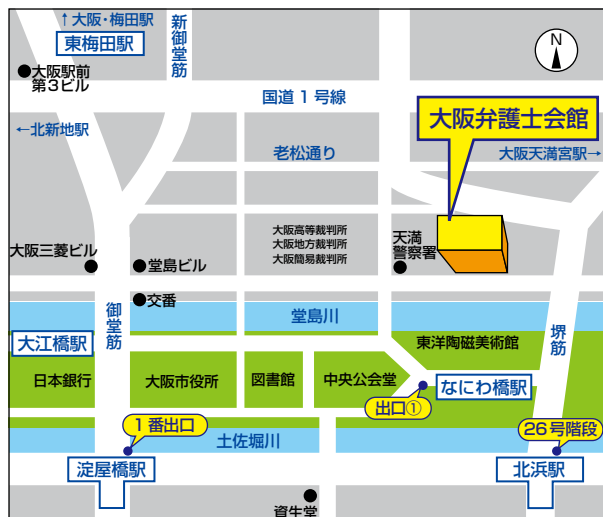 ↑大阪・梅田駅
東梅田駅
新御堂筋
N
大阪駅前
第3ビル
国道1号線
大阪弁護士会館
←北新地駅
老松通り
大阪天満宮駅→
大阪高等裁判所
大阪地方裁判所
大阪簡易裁判所
天満
警察署
大阪三菱ビル
堂島ビル
交番
御堂筋
堂島川
堺筋
大江橋駅
東洋陶磁美術館
日本銀行
大阪市役所
図書館
中央公会堂
なにわ橋駅
出口①
1番出口
土佐堀川
26号階段
淀屋橋駅
北浜駅
資生堂